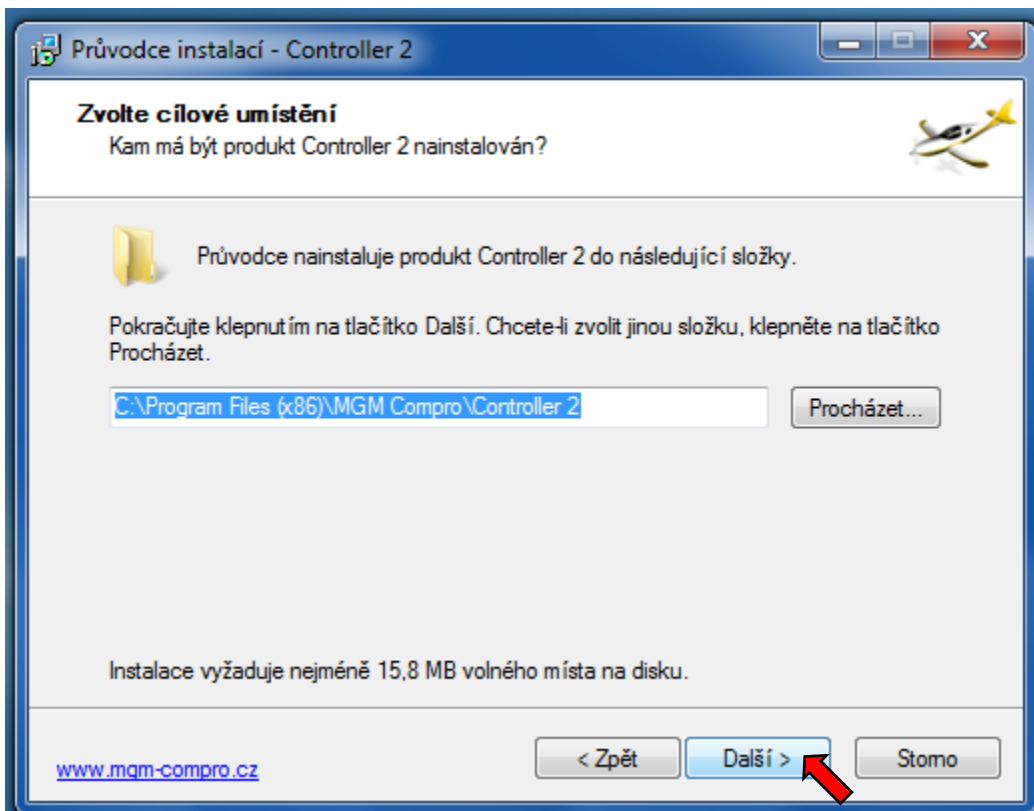 Průvodce instalací - Controller 2
Zvolte cílové umístění
Kam má být produkt Controller 2 nainstalován?
Průvodce nainstaluje produkt Controller 2 do následující složky.
Pokračujte klepnutím na tlačítko Další. Chcete-li zvolit jinou složku, klepněte na tlačítko
Procházet.
C:\Program Files (x86)\MGM Compro\Controller 2
Procházet...
Instalace vyžaduje nejméně 15,8 MB volného místa na disku.
www.mgm-compro.cz
< Zpět
Další >
Storno